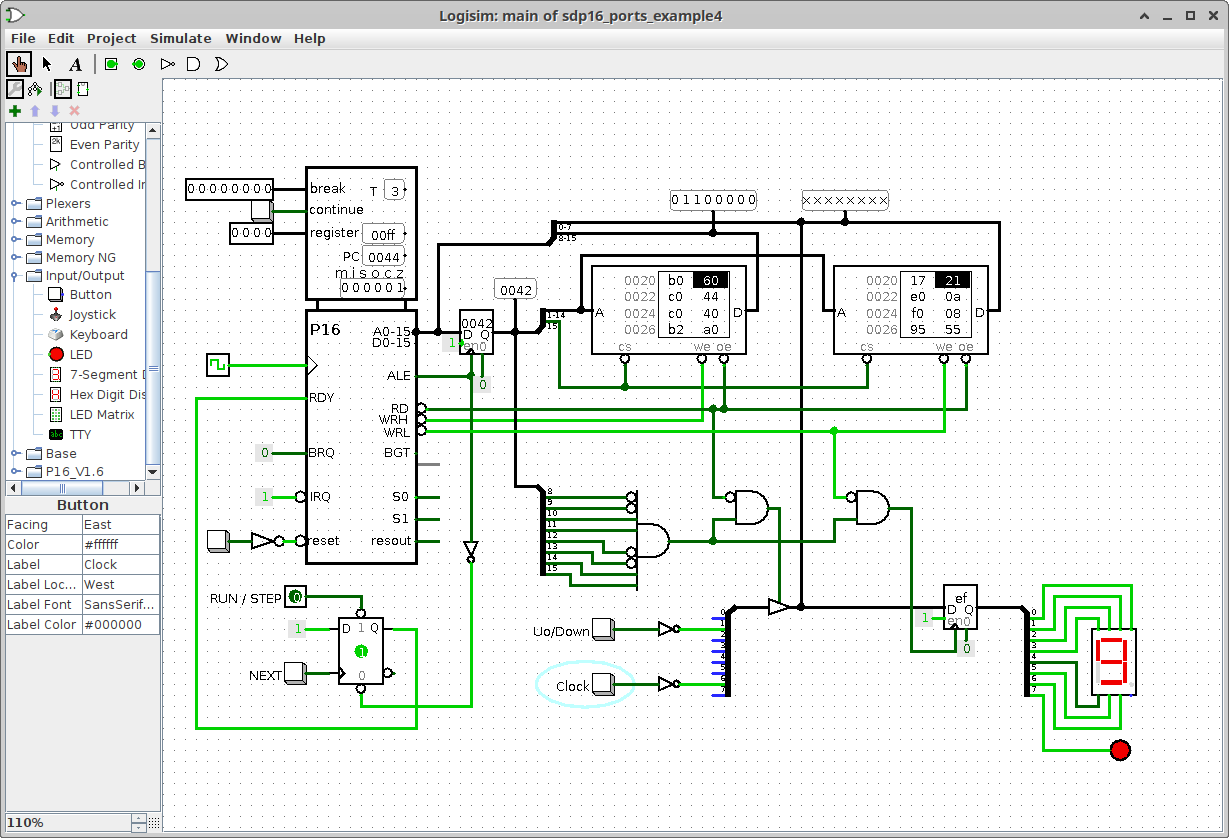 Logisim: main of sdp16_ports_example4
File Edit Project Simulate Window Help
A
Odd Parity
Even Parity
Controlled B
Controlled In
Plexers
Arithmetic
Memory
Memory NG
Input/Output
Button
Joystick
Keyboard
LED
7-Segment D
Hex Digit Dis
LED Matrix
TTY
Base
P16_V1.6
Button
Facing East
Color #ffffff
Label Clock
Label Loc... West
Label Font SansSerif...
Label Color #000000
110%
00000000 break T 3
continue
0000 register 00ff
PC 0044
m i s o c z
000001
P16
A0-15
D0-15
ALE
RDY
RD
WRH
WRL
0 BRQ BGT
1 IRQ S0
S1
reset resout
0042
D Q
en0
1
0
0042
01100000
xxxxxxxx
0-7
8-15
1-14
15
A D
0020 b0 60
0022 c0 44
0024 c0 40
0026 b2 a0
cs we oe
A D
0020 17 21
0022 e0 0a
0024 f0 08
0026 95 55
cs we oe
8
9
10
11
12
13
14
15
RUN / STEP 0
1 D 1 Q
1
0
NEXT
Uo/Down
Clock
0
1
2
3
4
5
6
7
ef
D Q
en0
1
0
0
1
2
3
4
5
6
7
9